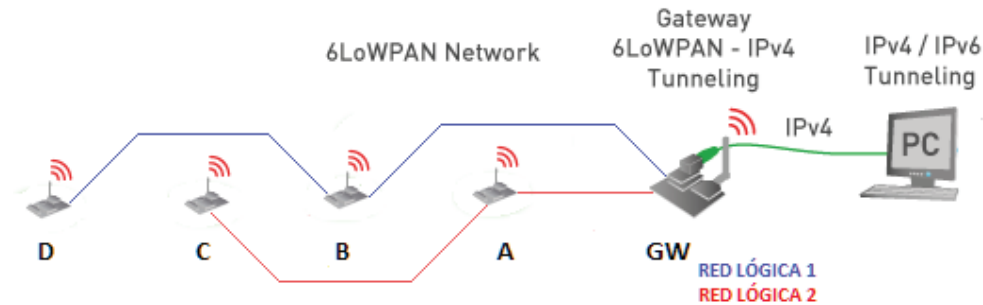 6LoWPAN Network
Gateway
6LoWPAN - IPv4
Tunneling
IPv4 / IPv6
Tunneling
IPv4
PC
D
C
B
A
GW
RED LÓGICA 1
RED LÓGICA 2